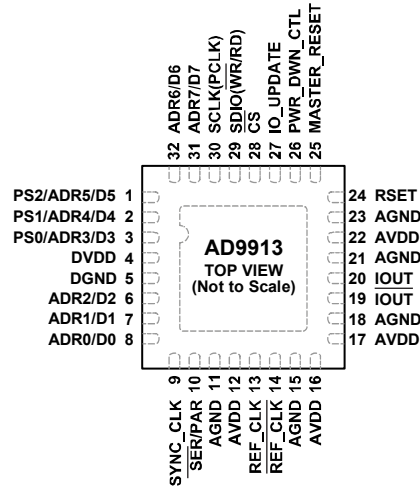 32 ADR6/D6
31 ADR7/D7
30 SCLK(PCLK)
29 SDIO(WR/RD)
28 CS
27 IO_UPDATE
26 PWR_DWN_CTL
25 MASTER_RESET
PS2/ADR5/D5 1
PS1/ADR4/D4 2
PS0/ADR3/D3 3
DVDD 4
DGND 5
ADR2/D2 6
ADR1/D1 7
ADR0/D0 8
AD9913
TOP VIEW
(Not to Scale)
24 RSET
23 AGND
22 AVDD
21 AGND
20 IOUT
19 IOUT
18 AGND
17 AVDD
SYNC_CLK 9
SER/PAR 10
AGND 11
AVDD 12
REF_CLK 13
REF_CLK 14
AGND 15
AVDD 16